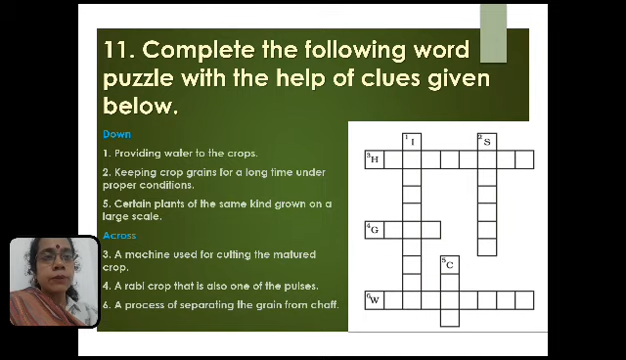 11. Complete the following word
puzzle with the help of clues given
below.
Down
1. Providing water to the crops.
2. Keeping crop grains for a long time under
proper conditions.
5. Certain plants of the same kind grown on a
large scale.
Across
3. A machine used for cutting the matured
crop.
4. A rabi crop that is also one of the pulses.
6. A process of separating the grain from chaff.
1 I
2 S
3 H
4 G
5 C
6 W